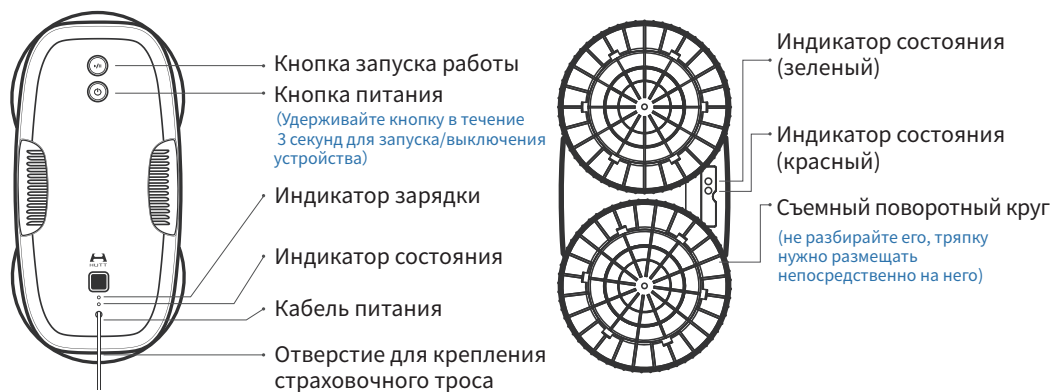 Кнопка запуска работы
Кнопка питания
(Удерживайте кнопку в течение
3 секунд для запуска/выключения
устройства)
Индикатор зарядки
Индикатор состояния
Кабель питания
Отверстие для крепления
страховочного троса
HUTT
Индикатор состояния
(зеленый)
Индикатор состояния
(красный)
Съемный поворотный круг
(не разбирайте его, тряпку
нужно размещать
непосредственно на него)